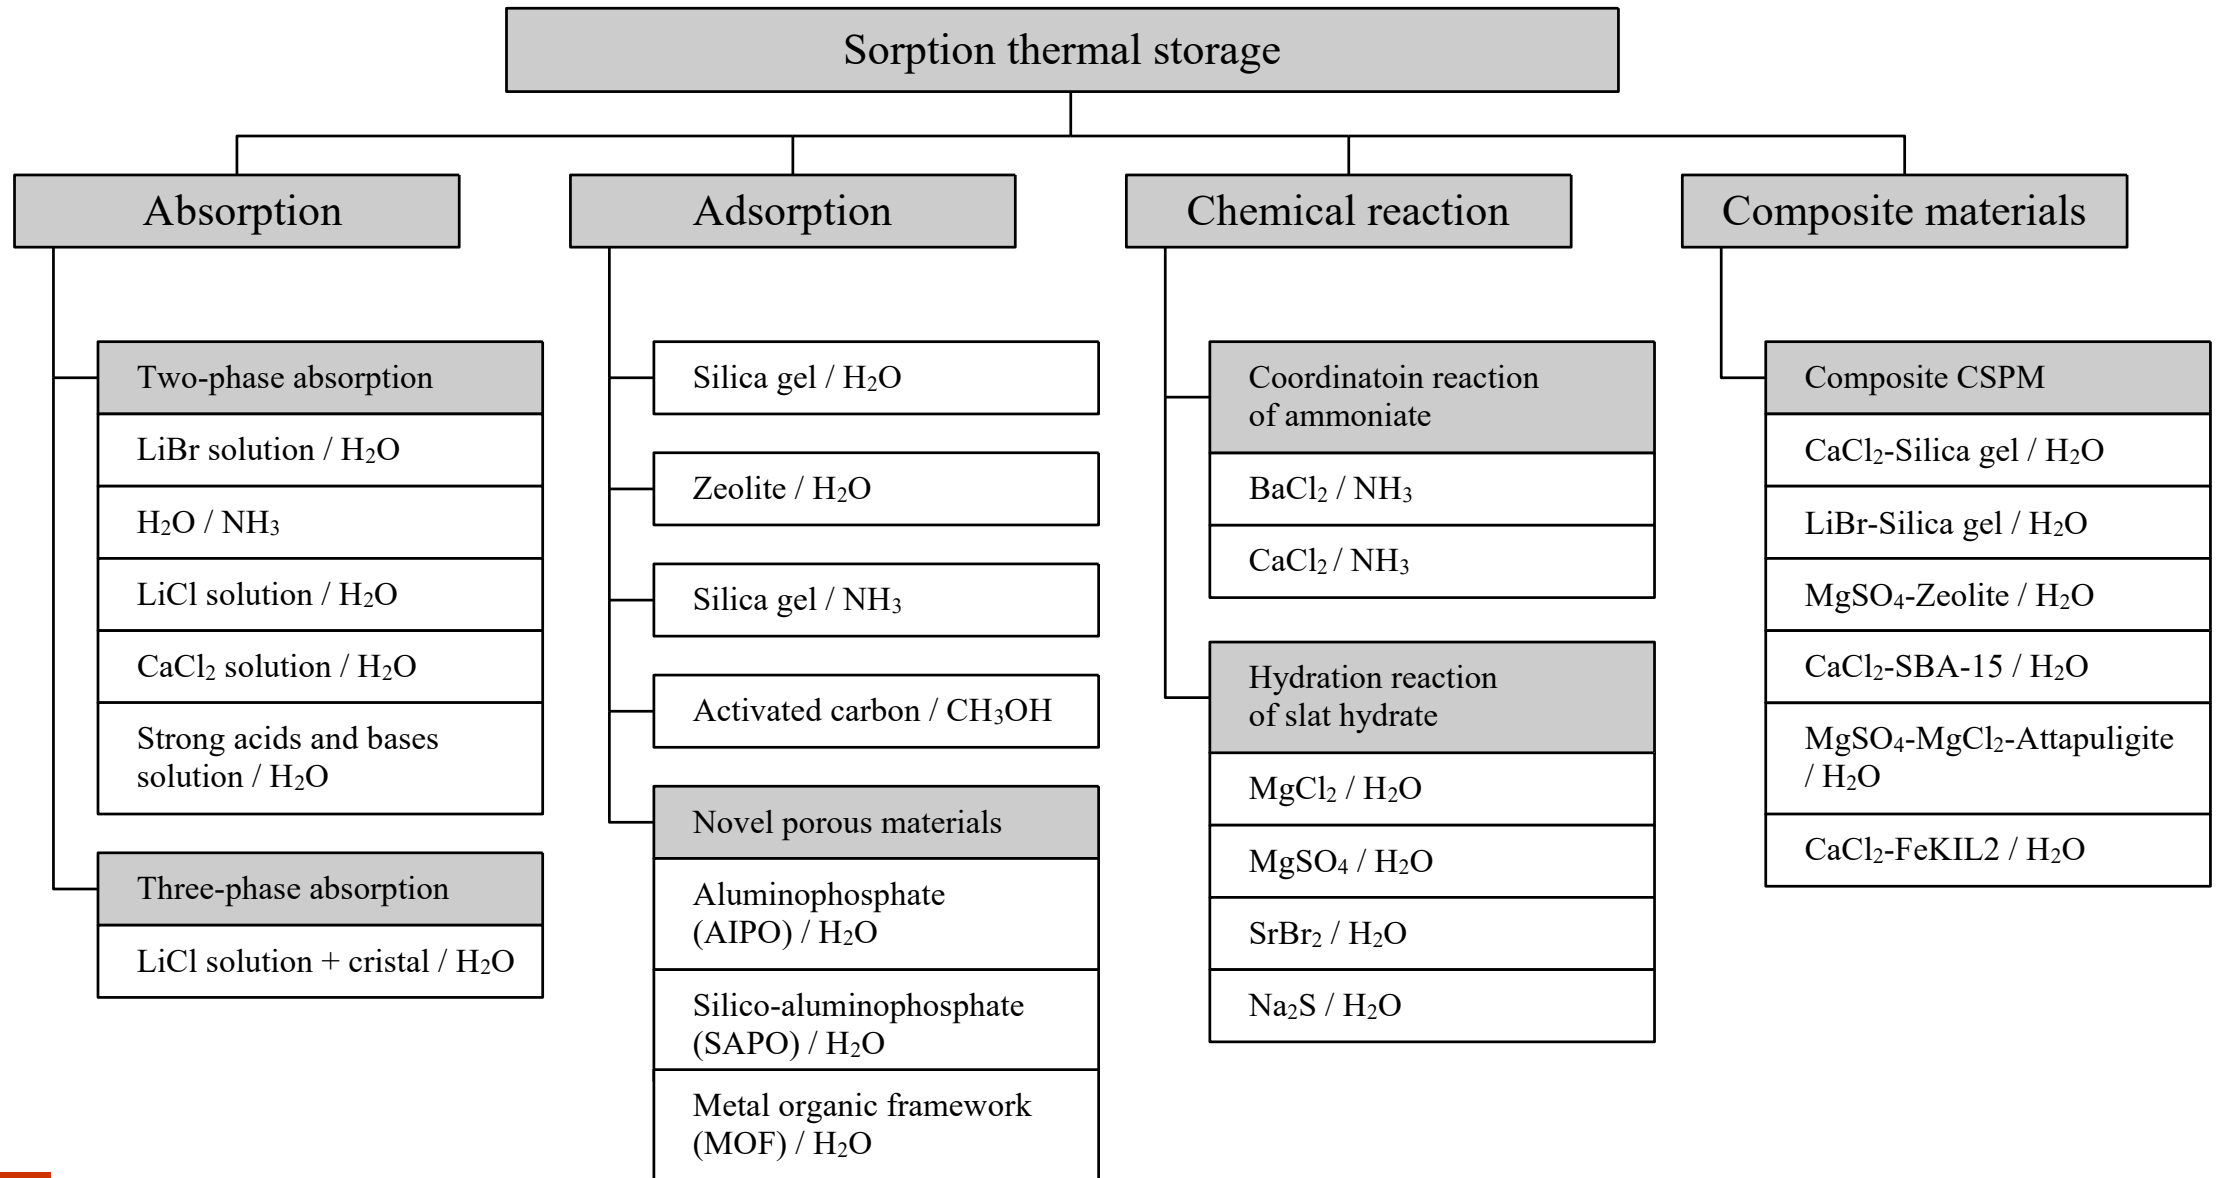 Sorption thermal storage
Absorption
Two-phase absorption
LiBr solution / H₂O
H₂O / NH₃
LiCl solution / H₂O
CaCl₂ solution / H₂O
Strong acids and bases
solution / H₂O
Three-phase absorption
LiCl solution + cristal / H₂O
Adsorption
Silica gel / H₂O
Zeolite / H₂O
Silica gel / NH₃
Activated carbon / CH₃OH
Novel porous materials
Aluminophosphate
(AIPO) / H₂O
Silico-aluminophosphate
(SAPO) / H₂O
Metal organic framework
(MOF) / H₂O
Chemical reaction
Coordinatoin reaction
of ammoniate
BaCl₂ / NH₃
CaCl₂ / NH₃
Hydration reaction
of slat hydrate
MgCl₂ / H₂O
MgSO₄ / H₂O
SrBr₂ / H₂O
Na₂S / H₂O
Composite materials
Composite CSPM
CaCl₂-Silica gel / H₂O
LiBr-Silica gel / H₂O
MgSO₄-Zeolite / H₂O
CaCl₂-SBA-15 / H₂O
MgSO₄-MgCl₂-Attapuligite
/ H₂O
CaCl₂-FeKIL2 / H₂O